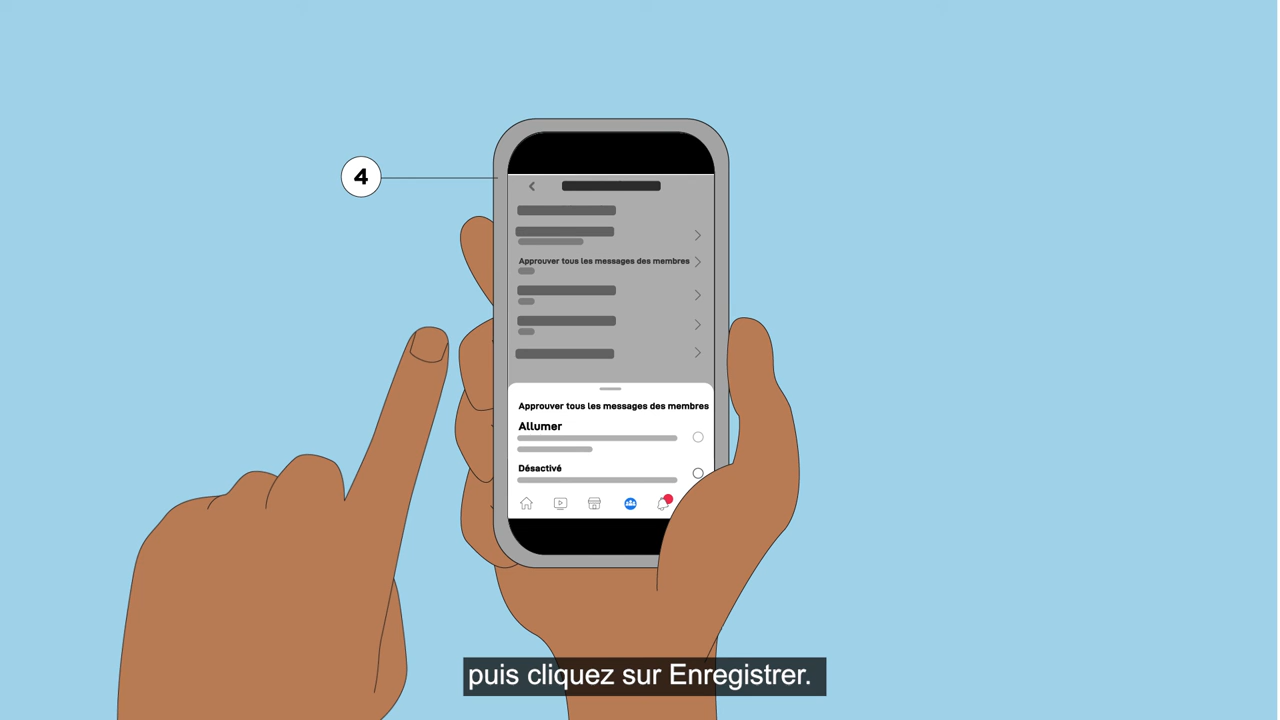 4
Approuver tous les messages des membres
Approuver tous les messages des membres
Allumer
Désactivé
puis cliquez sur Enregistrer.